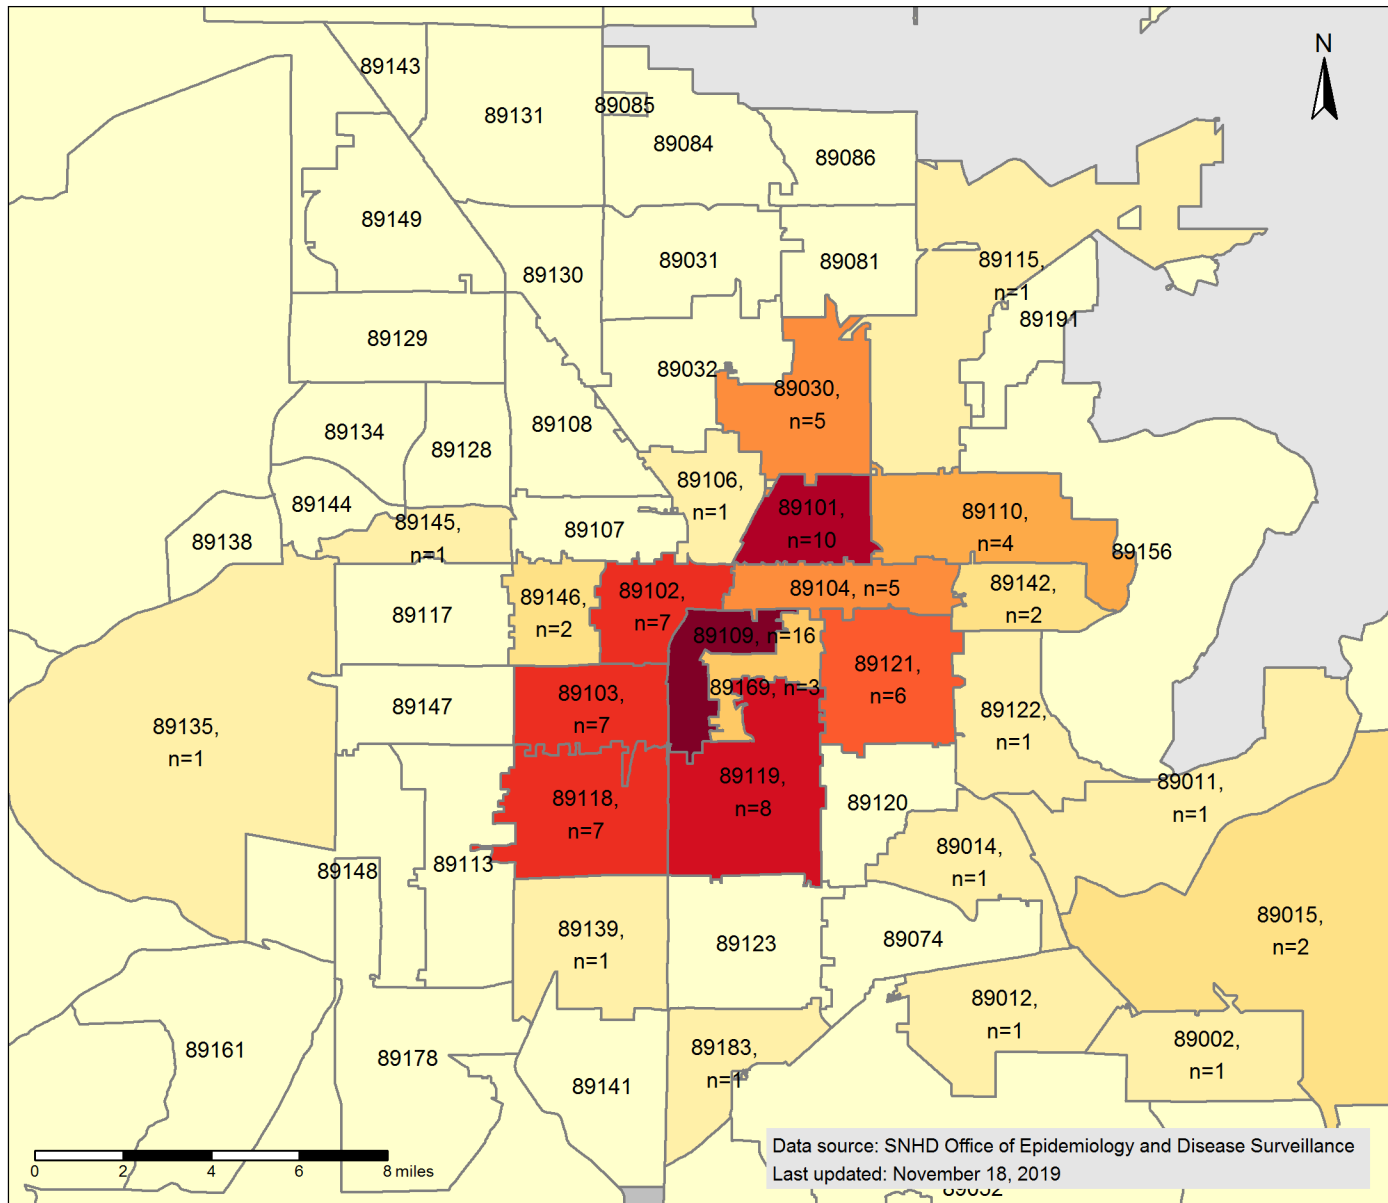 N
89143
89085
89131
89084
89086
89149
89130
89031
89081
89115,
n=1
89191
89129
89032
89030,
n=5
89134
89128
89108
89106,
n=1
89144
89145,
n=1
89138
89107
89101,
n=10
89110,
n=4
89156
89117
89146,
n=2
89102,
n=7
89104, n=5
89142,
n=2
89109, n=16
89121,
n=6
89169, n=3
89103,
n=7
89147
89135,
n=1
89122,
n=1
89119,
n=8
89118,
n=7
89120
89011,
n=1
89014,
n=1
89113
89148
89015,
n=2
89139,
n=1
89123
89074
89012,
n=1
89002,
n=1
89161
89178
89141
89183,
n=1
0 2 4 6 8 miles
Data source: SNHD Office of Epidemiology and Disease Surveillance
Last updated: November 18, 2019